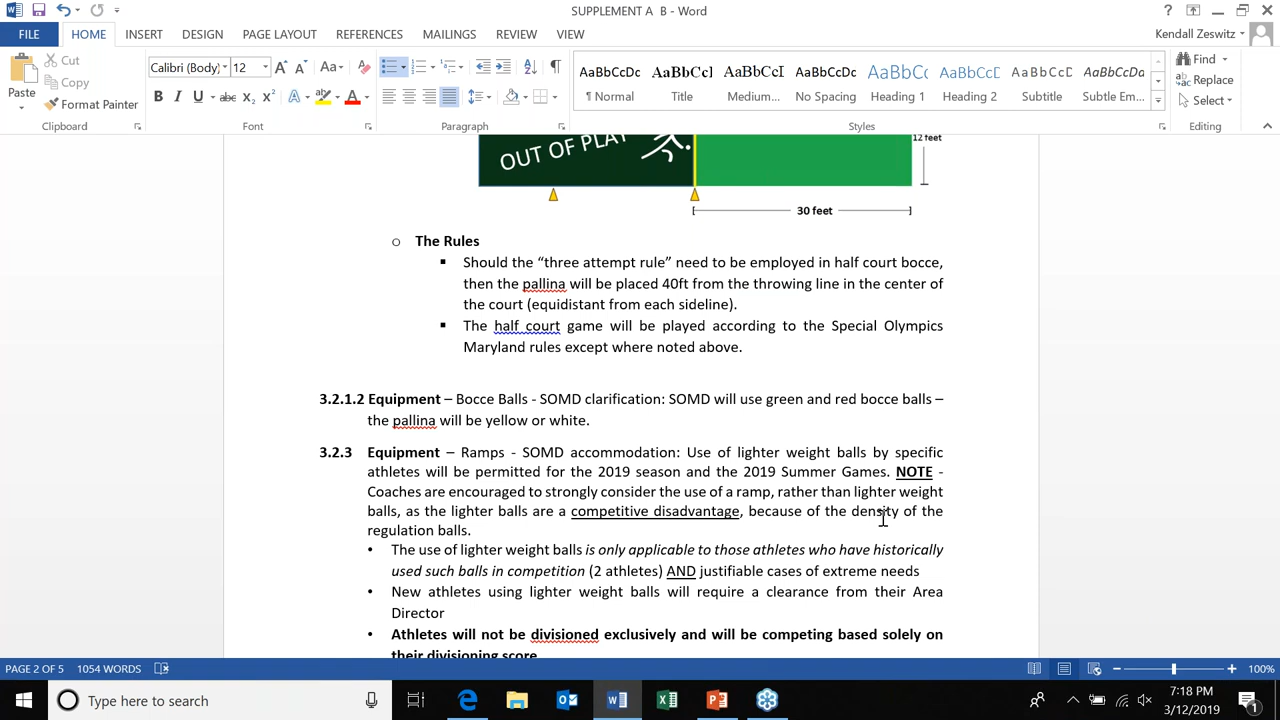 SUPPLEMENT A B - Word
FILE HOME INSERT DESIGN PAGE LAYOUT REFERENCES MAILINGS REVIEW VIEW Kendall Zeswitz
Calibri (Body) 12
Cut
Copy
Format Painter
Paste
AaBbCcDc AaBbCcI AaBbCcI AaBbCcDc AaBbCcI AaBbCcDc AaBbCcDc AaBbCcDc
¶ Normal Title Medium... No Spacing Heading 1 Heading 2 Subtitle Subtle Em...
Find
Replace
Select
Clipboard Font Paragraph Styles Editing
OUT OF PLAY
12 feet
30 feet
o The Rules
▪ Should the “three attempt rule” need to be employed in half court bocce,
then the pallina will be placed 40ft from the throwing line in the center of
the court (equidistant from each sideline).
▪ The half court game will be played according to the Special Olympics
Maryland rules except where noted above.
3.2.1.2 Equipment – Bocce Balls - SOMD clarification: SOMD will use green and red bocce balls –
the pallina will be yellow or white.
3.2.3 Equipment – Ramps - SOMD accommodation: Use of lighter weight balls by specific
athletes will be permitted for the 2019 season and the 2019 Summer Games. NOTE -
Coaches are encouraged to strongly consider the use of a ramp, rather than lighter weight
balls, as the lighter balls are a competitive disadvantage, because of the density of the
regulation balls.
• The use of lighter weight balls is only applicable to those athletes who have historically
used such balls in competition (2 athletes) AND justifiable cases of extreme needs
• New athletes using lighter weight balls will require a clearance from their Area
Director
• Athletes will not be divisioned exclusively and will be competing based solely on
their divisioning score
PAGE 2 OF 5 1054 WORDS 100%
Type here to search
7:18 PM
3/12/2019
1